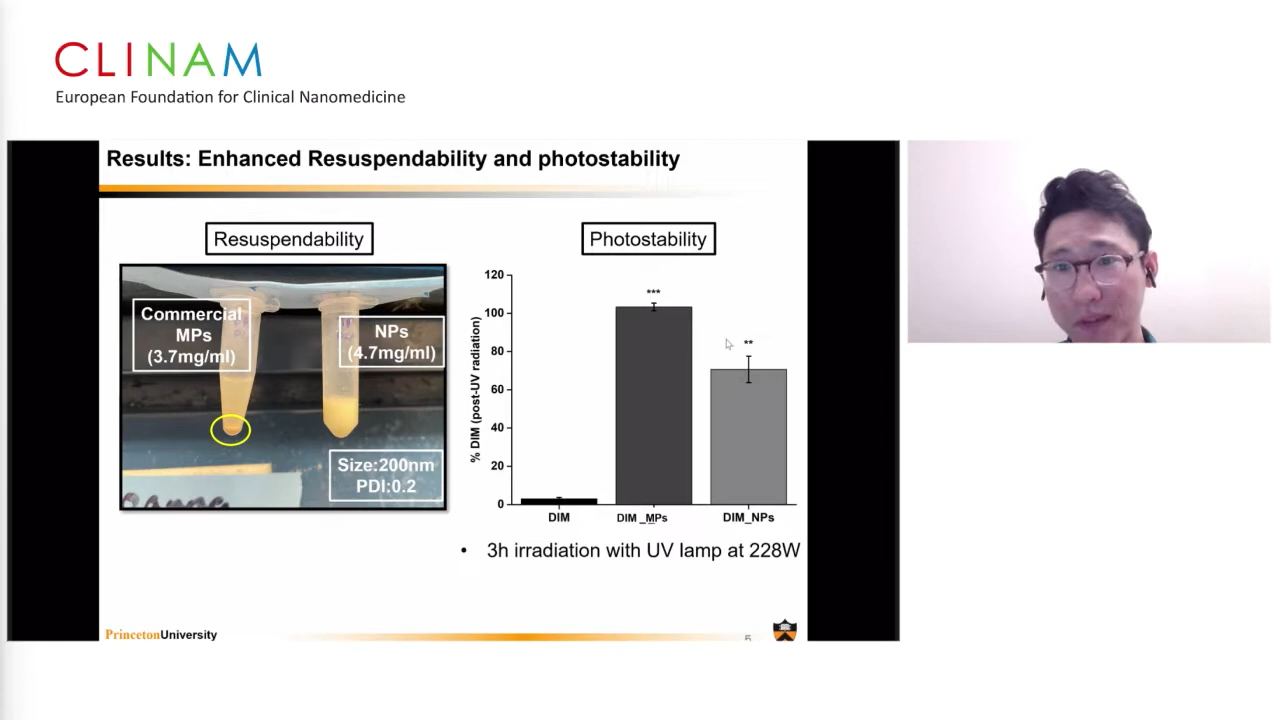 CLINAM
European Foundation for Clinical Nanomedicine
Results: Enhanced Resuspendability and photostability
Resuspendability
Commercial
MPs
(3.7mg/ml)
NPs
(4.7mg/ml)
Size:200nm
PDI:0.2
Photostability
% DIM (post-UV radiation)
120
100
80
60
40
20
0
***
**
DIM
DIM_MPs
DIM_NPs
• 3h irradiation with UV lamp at 228W
PrincetonUniversity